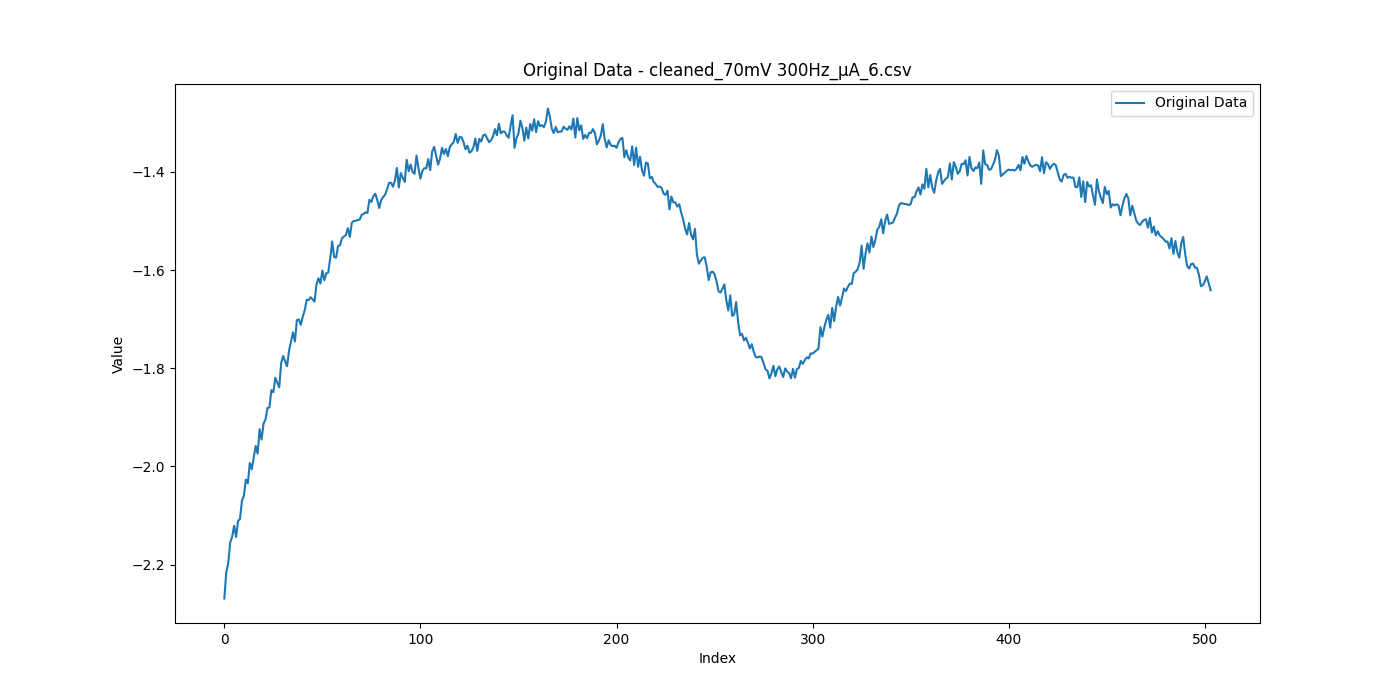 Original Data - cleaned_70mV 300Hz_µA_6.csv
Original Data
Value
−1.4
−1.6
−1.8
−2.0
−2.2
0 100 200 300 400 500
Index